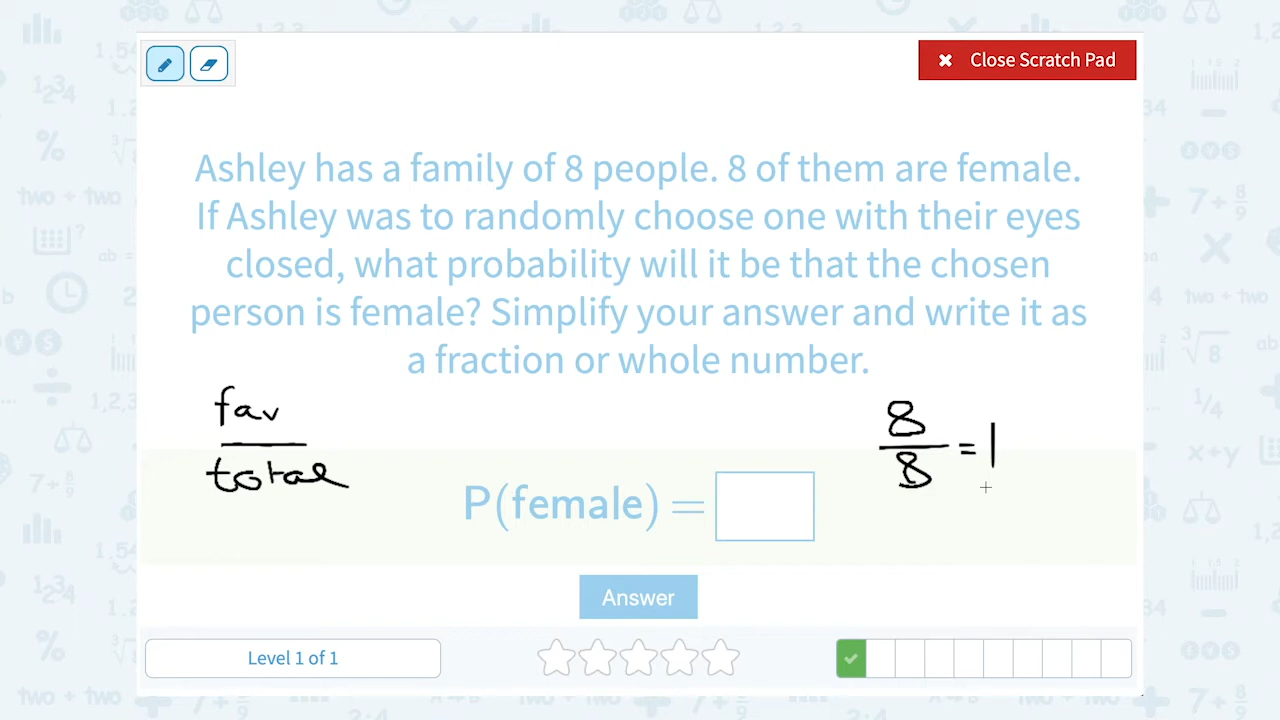 Close Scratch Pad
Ashley has a family of 8 people. 8 of them are female.
If Ashley was to randomly choose one with their eyes
closed, what probability will it be that the chosen
person is female? Simplify your answer and write it as
a fraction or whole number.
fav
total
8
8
= 1
P(female) =
Answer
Level 1 of 1